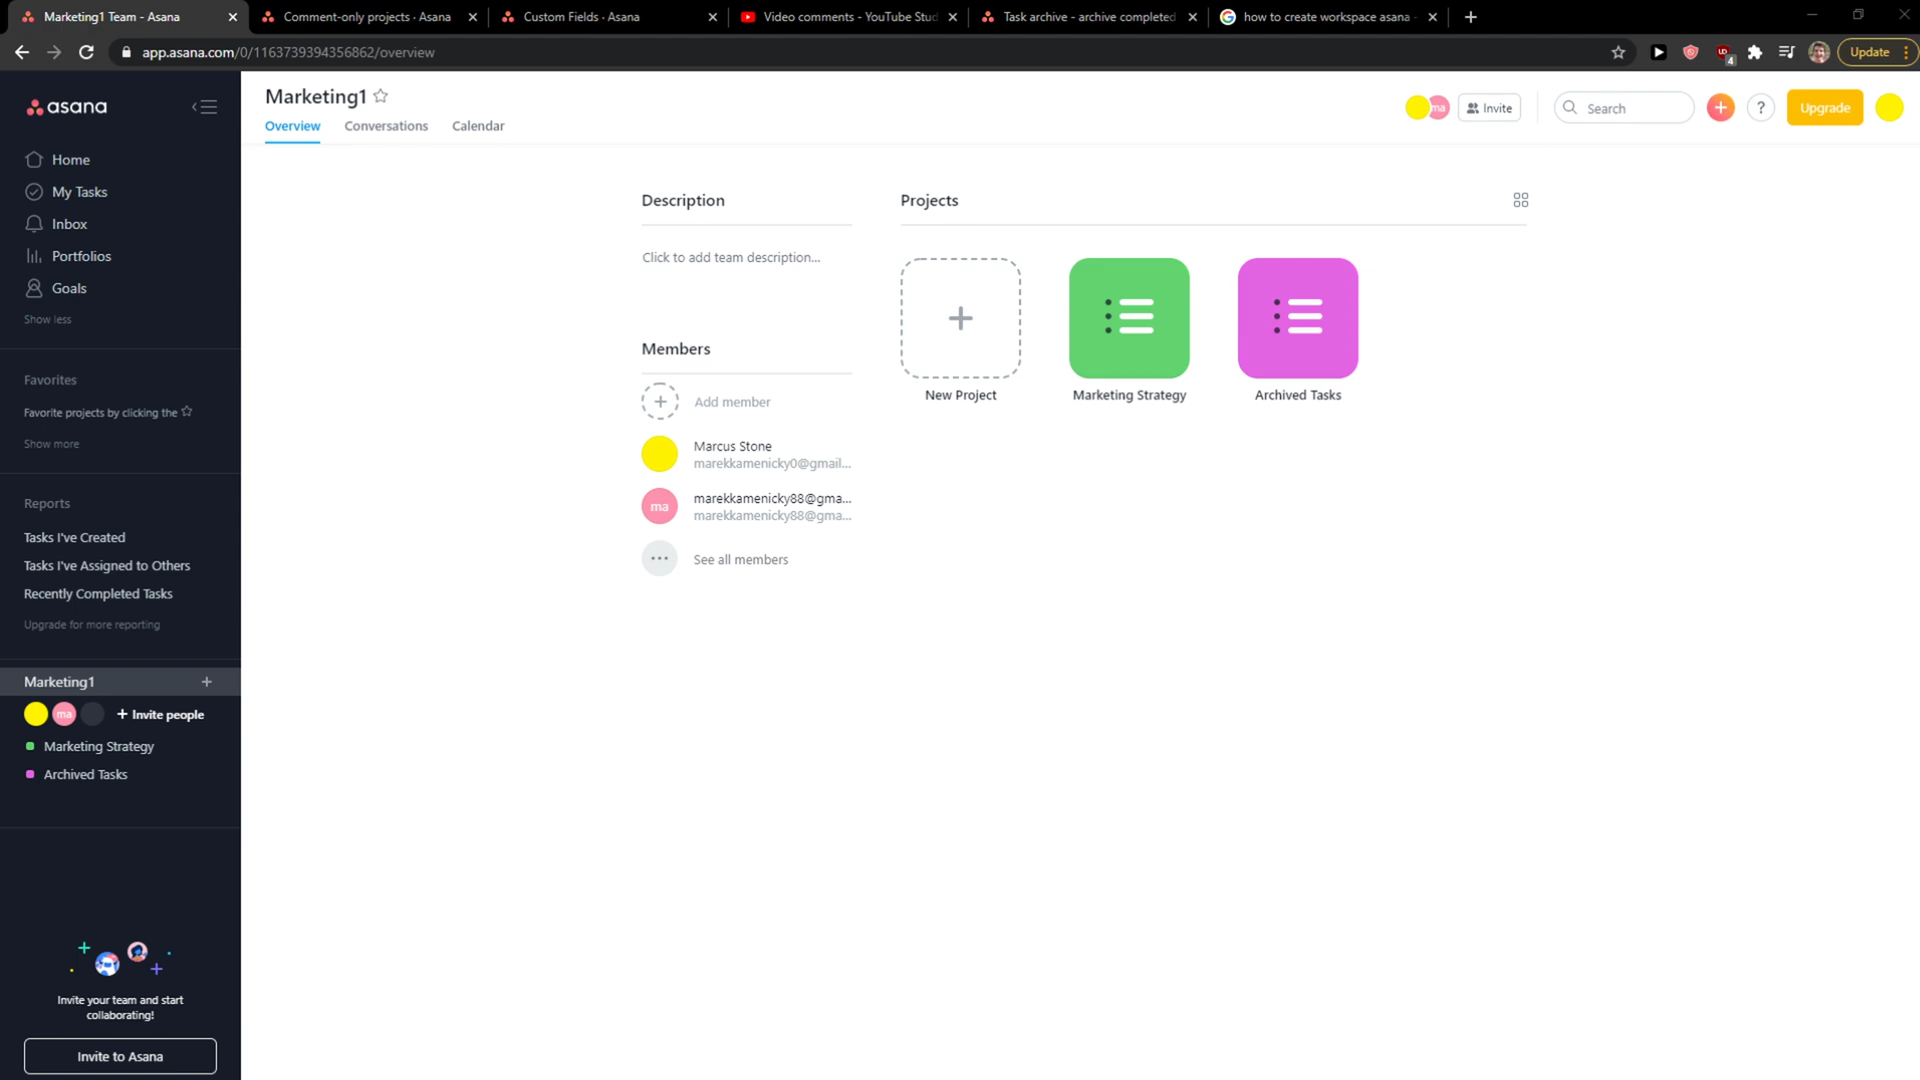 Marketing1 Team - Asana
Comment-only projects · Asana
Custom Fields · Asana
Video comments - YouTube Stud
Task archive - archive completed
how to create workspace asana -
app.asana.com/0/1163739394356862/overview
4
Update
asana
Home
My Tasks
Inbox
Portfolios
Goals
Show less
Favorites
Favorite projects by clicking the
Show more
Reports
Tasks I've Created
Tasks I've Assigned to Others
Recently Completed Tasks
Upgrade for more reporting
Marketing1
ma
Invite people
Marketing Strategy
Archived Tasks
Invite your team and start
collaborating!
Invite to Asana
Marketing1
Overview
Conversations
Calendar
ma
Invite
Search
?
Upgrade
Description
Click to add team description...
Members
Add member
Marcus Stone
marekkamenicky0@gmail...
ma
marekkamenicky88@gma...
marekkamenicky88@gma...
See all members
Projects
New Project
Marketing Strategy
Archived Tasks